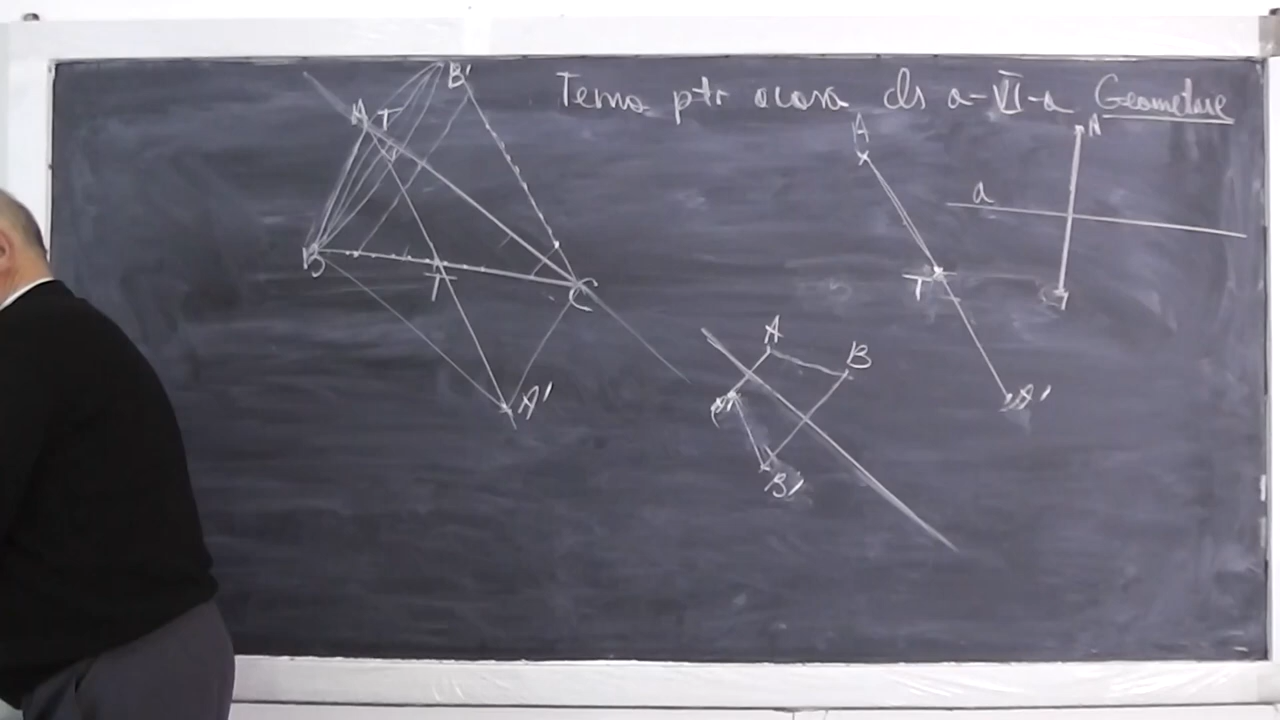 Tema ptr acasa cls a-VI-a Geometrie
A T B'
B T C
A'
A
T
A'
a A
A B
A'
B'